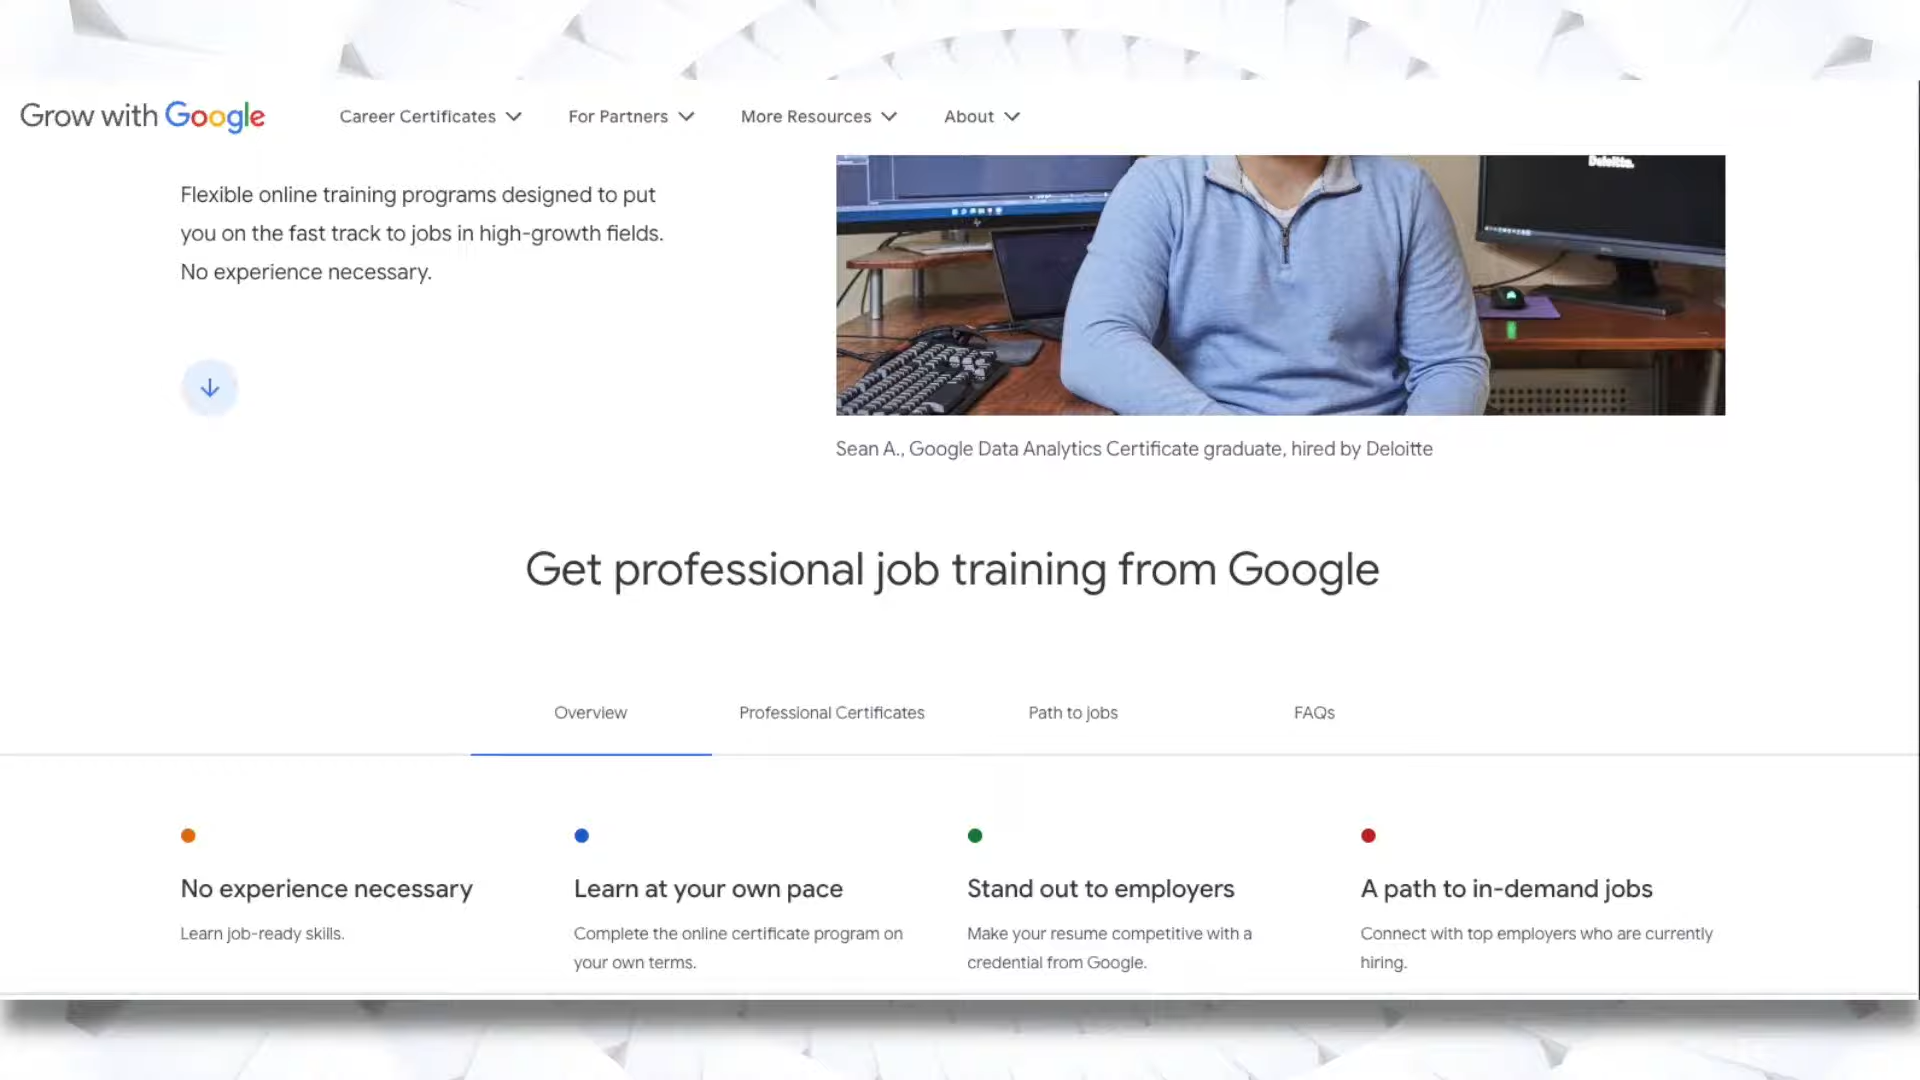 Grow with Google
Career Certificates
For Partners
More Resources
About
Deloitte.
Flexible online training programs designed to put
you on the fast track to jobs in high-growth fields.
No experience necessary.
Sean A., Google Data Analytics Certificate graduate, hired by Deloitte
Get professional job training from Google
Overview
Professional Certificates
Path to jobs
FAQs
No experience necessary
Learn job-ready skills.
Learn at your own pace
Complete the online certificate program on
your own terms.
Stand out to employers
Make your resume competitive with a
credential from Google.
A path to in-demand jobs
Connect with top employers who are currently
hiring.